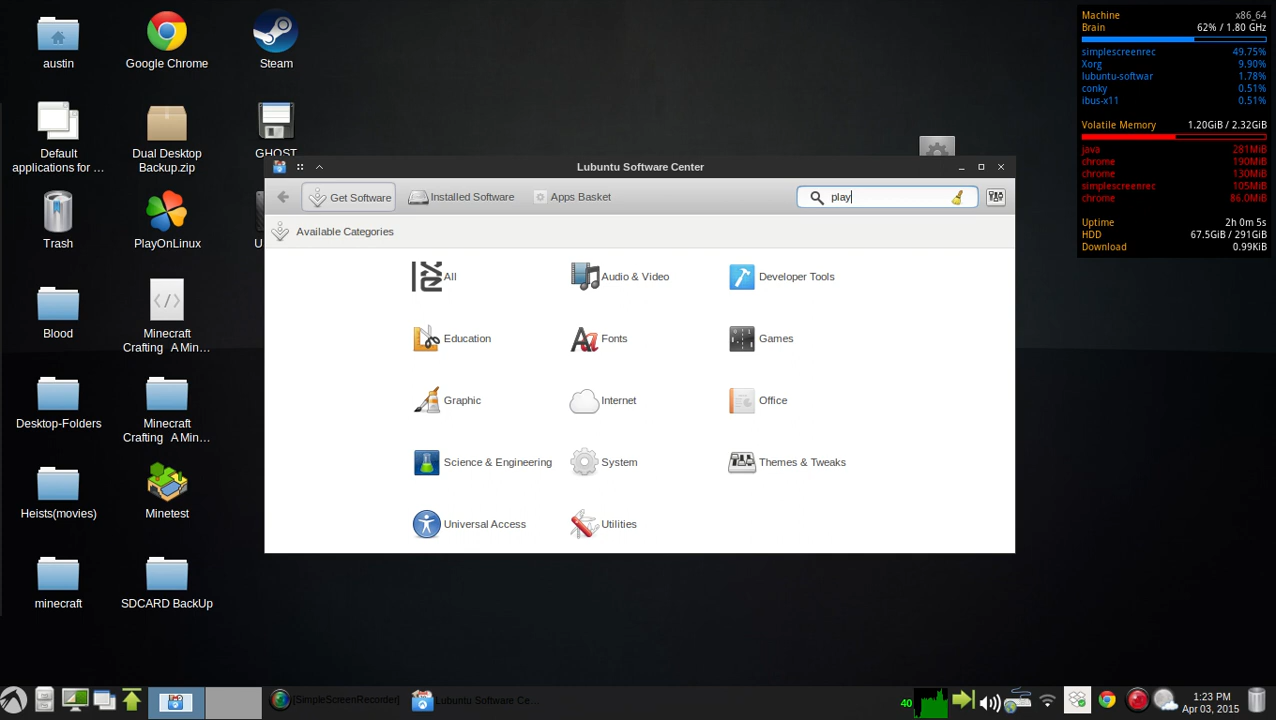 austin
Google Chrome
Steam
Default
applications for ...
Dual Desktop
Backup.zip
GHOST
Trash
PlayOnLinux
Blood
Minecraft
Crafting A Min...
Desktop-Folders
Minecraft
Crafting A Min...
Heists(movies)
Minetest
minecraft
SDCARD BackUp
Lubuntu Software Center
Get Software
Installed Software
Apps Basket
play
Available Categories
All
Audio & Video
Developer Tools
Education
Fonts
Games
Graphic
Internet
Office
Science & Engineering
System
Themes & Tweaks
Universal Access
Utilities
Machine x86_64
Brain 62% / 1.80 GHz
simplescreenrec 49.75%
Xorg 9.90%
lubuntu-softwar 1.78%
conky 0.51%
ibus-x11 0.51%
Volatile Memory 1.20GiB / 2.32GiB
java 281MiB
chrome 190MiB
chrome 130MiB
simplescreenrec 105MiB
chrome 86.0MiB
Uptime 2h 0m 5s
HDD 67.5GiB / 291GiB
Download 0.99KiB
[SimpleScreenRecorder]
Lubuntu Software Ce...
40
:23 PM
Apr 03, 2015